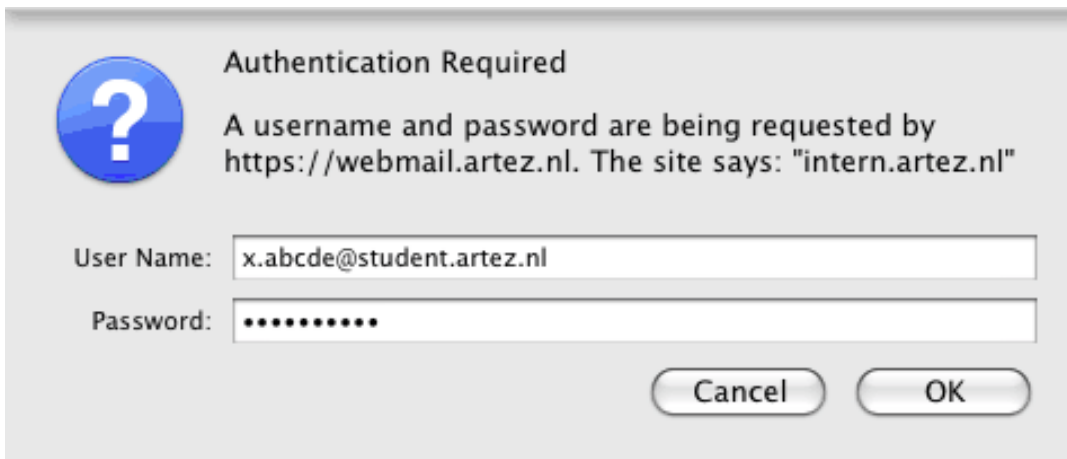 Authentication Required
A username and password are being requested by
https://webmail.artez.nl. The site says: "intern.artez.nl"
User Name: x.abcde@student.artez.nl
Password: ••••••••••
Cancel OK